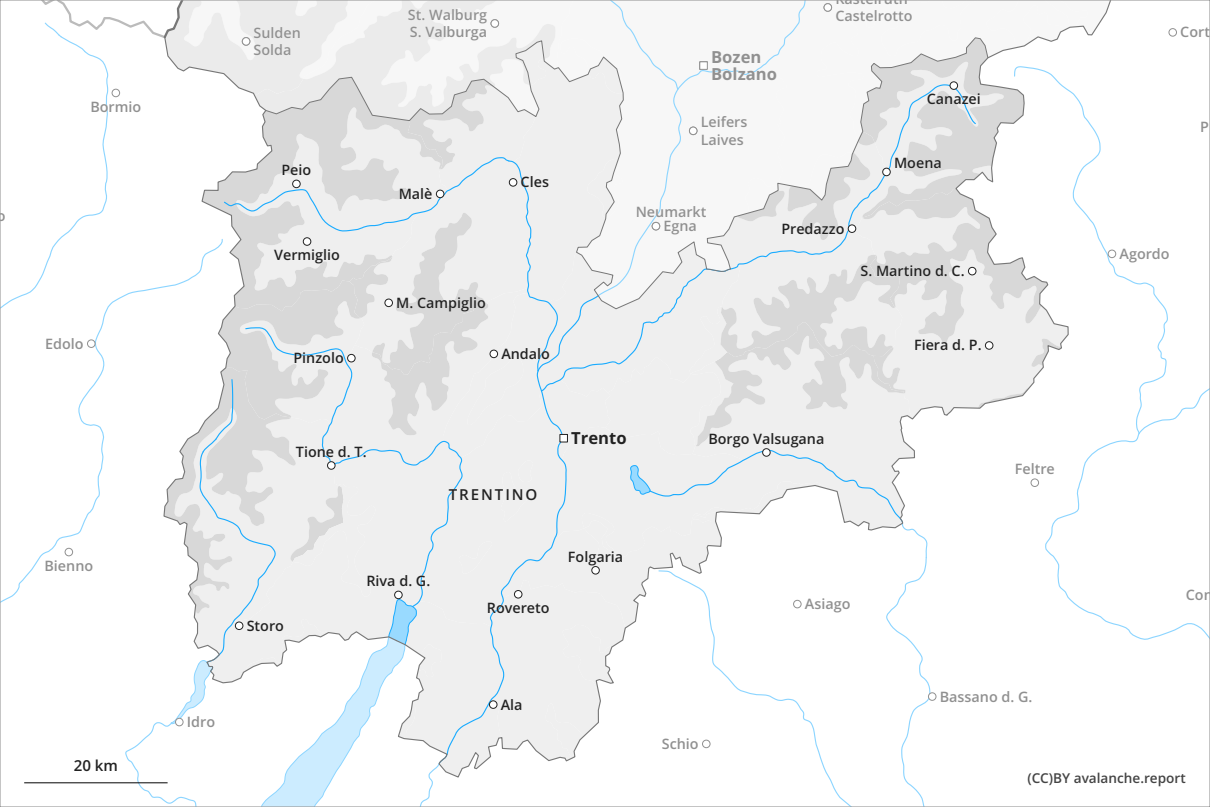 Kastelruth
Castelrotto
St. Walburg
S. Valburga
Sulden
Solda
Cort
Bozen
Bolzano
Bormio
Canazei
Leifers
Laives
P
Peio
Moena
Malè
Cles
Neumarkt
Egna
Predazzo
Vermiglio
Agordo
S. Martino d. C.
M. Campiglio
Edolo
Andalo
Pinzolo
Fiera d. P.
Trento
Borgo Valsugana
Tione d. T.
Feltre
TRENTINO
Folgaria
Bienno
Riva d. G.
Cor
Rovereto
Asiago
Storo
Bassano d. G.
Ala
Idro
Schio
20 km
(CC)BY avalanche.report